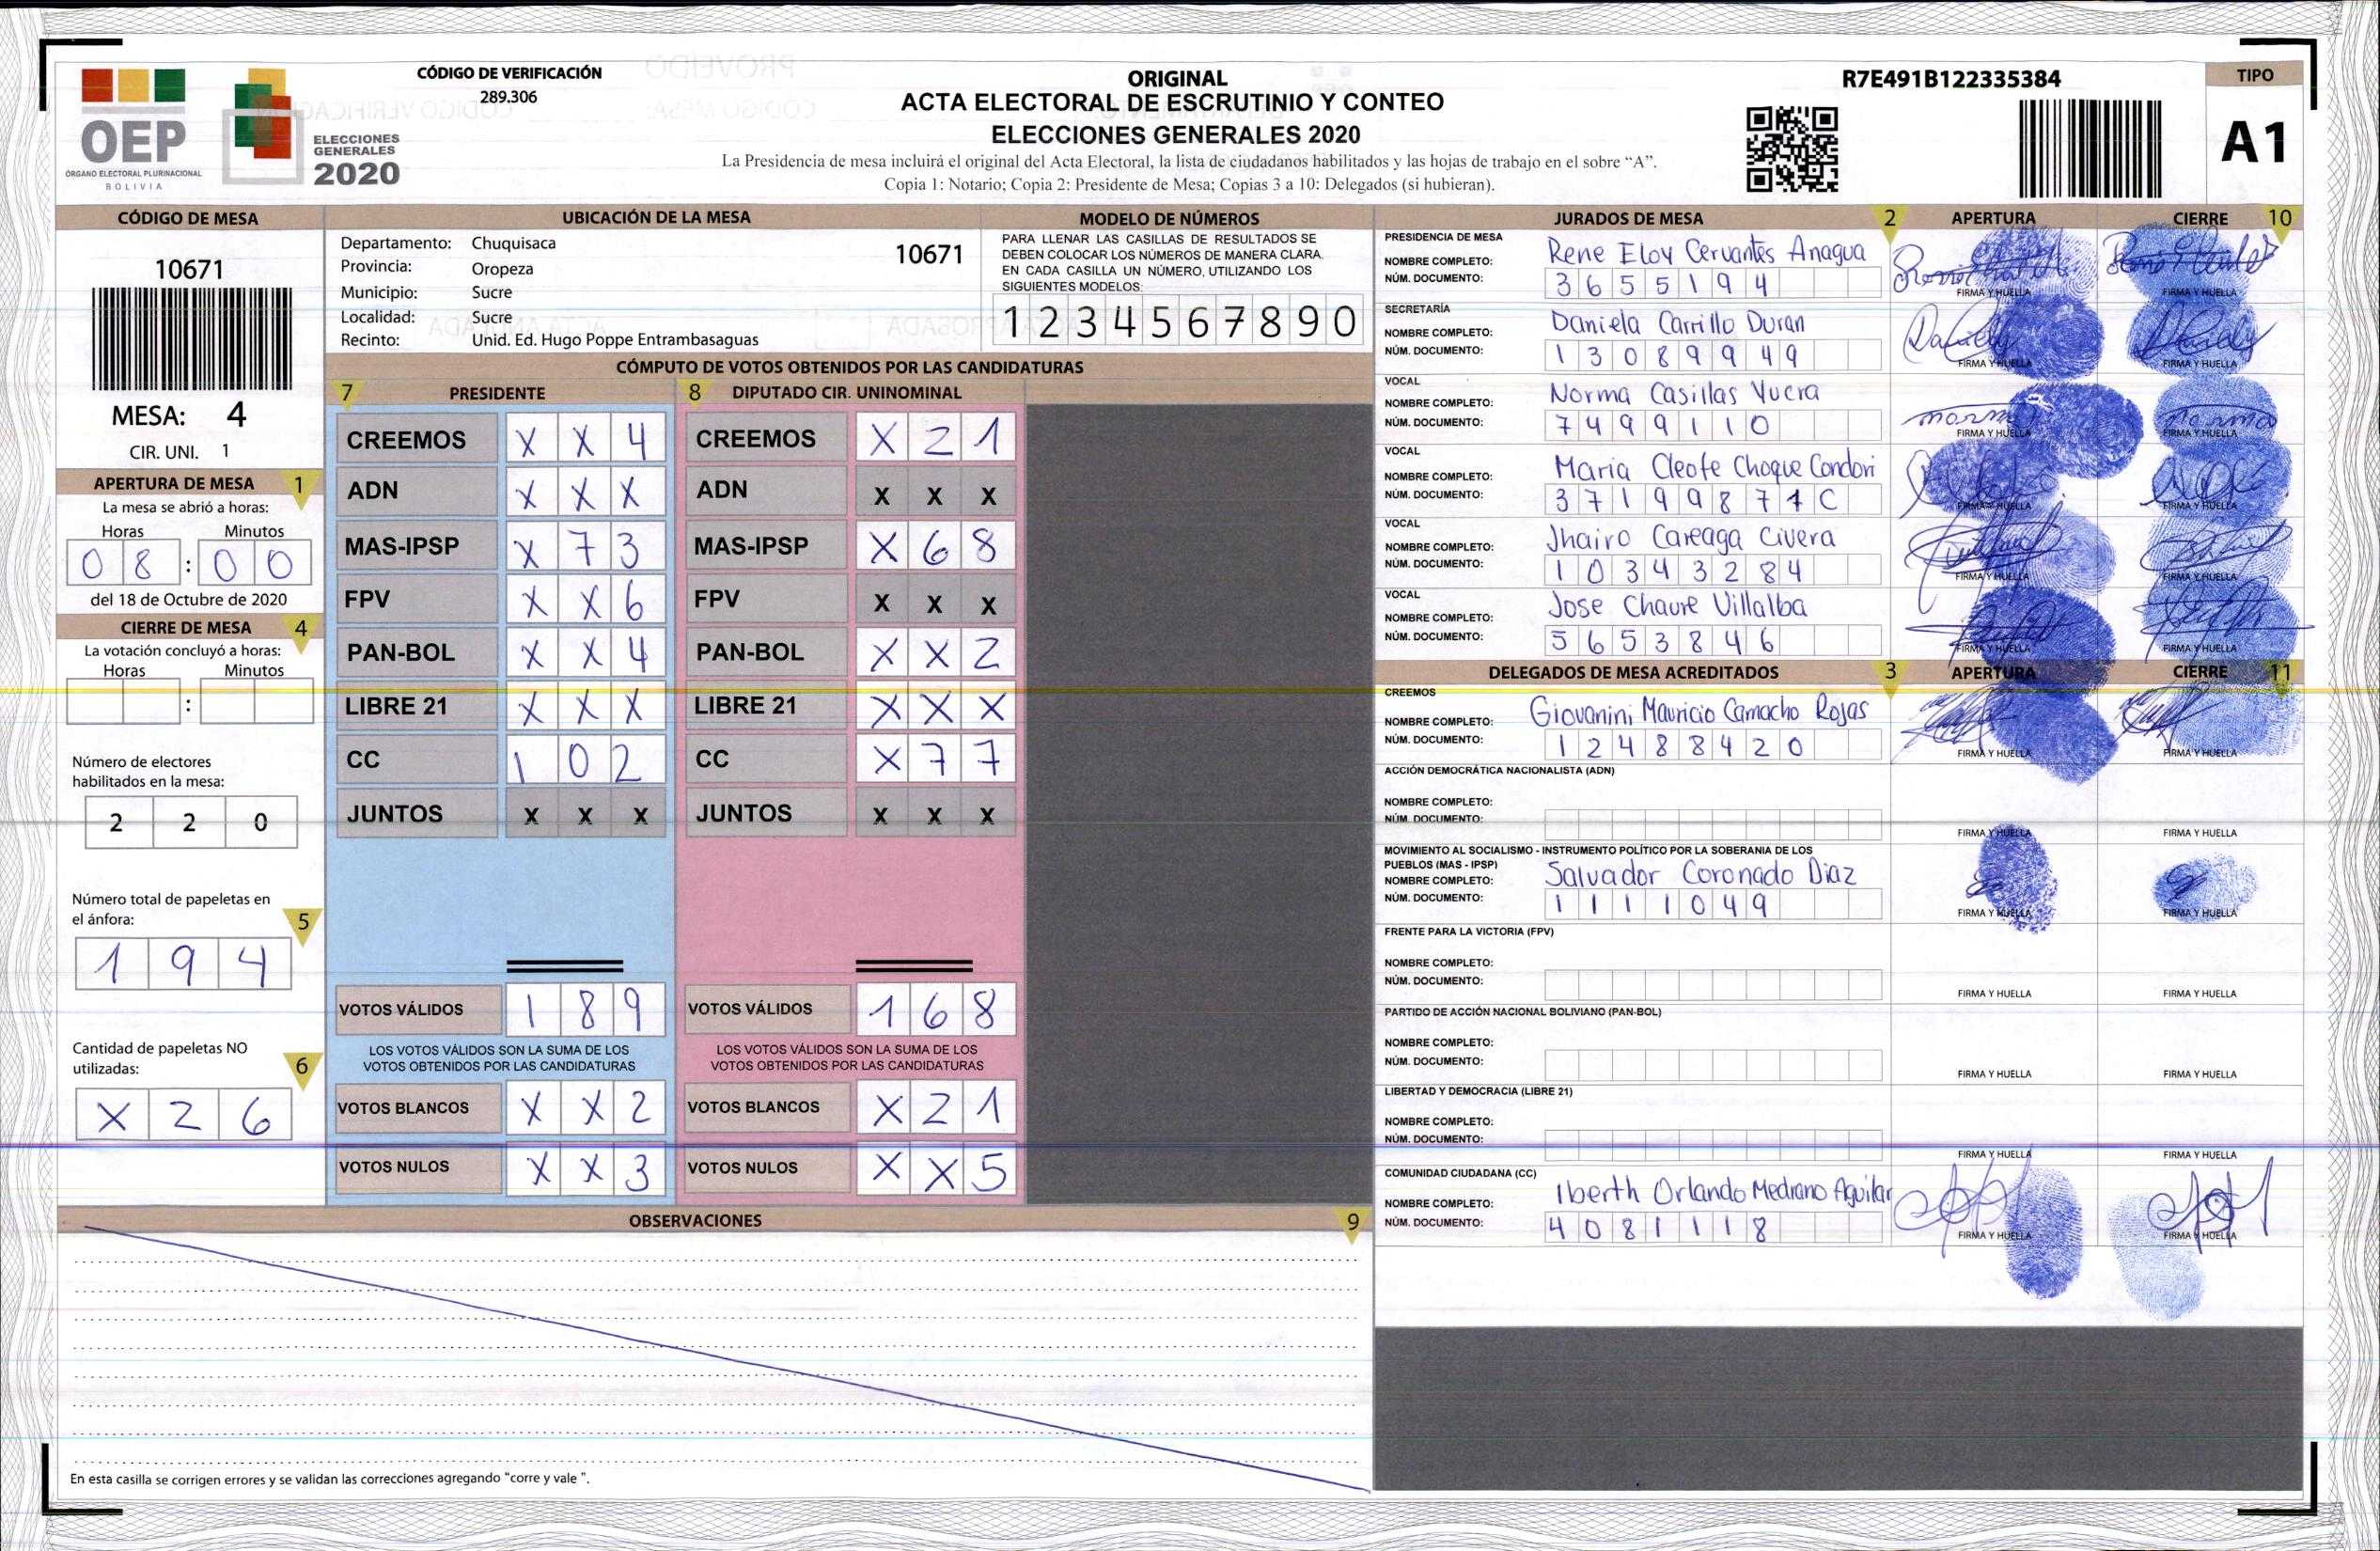 CÓDIGO DE VERIFICACIÓN
289.306
OEP
ÓRGANO ELECTORAL PLURINACIONAL
BOLIVIA
ELECCIONES
GENERALES
2020
ORIGINAL
ACTA ELECTORAL DE ESCRUTINIO Y CONTEO
ELECCIONES GENERALES 2020
La Presidencia de mesa incluirá el original del Acta Electoral, la lista de ciudadanos habilitados y las hojas de trabajo en el sobre “A”.
Copia 1: Notario; Copia 2: Presidente de Mesa; Copias 3 a 10: Delegados (si hubieran).
R7E491B122335384
TIPO
A1
CÓDIGO DE MESA
10671
MESA: 4
CIR. UNI. 1
APERTURA DE MESA 1
La mesa se abrió a horas:
Horas Minutos
0 8 : 0 0
del 18 de Octubre de 2020
CIERRE DE MESA 4
La votación concluyó a horas:
Horas Minutos
:
Número de electores
habilitados en la mesa:
2 2 0
Número total de papeletas en
el ánfora: 5
1 9 4
Cantidad de papeletas NO
utilizadas: 6
X 2 6
UBICACIÓN DE LA MESA
Departamento: Chuquisaca 10671
Provincia: Oropeza
Municipio: Sucre
Localidad: Sucre
Recinto: Unid. Ed. Hugo Poppe Entrambasaguas
MODELO DE NÚMEROS
PARA LLENAR LAS CASILLAS DE RESULTADOS SE
DEBEN COLOCAR LOS NÚMEROS DE MANERA CLARA.
EN CADA CASILLA UN NÚMERO, UTILIZANDO LOS
SIGUIENTES MODELOS:
1 2 3 4 5 6 7 8 9 0
CÓMPUTO DE VOTOS OBTENIDOS POR LAS CANDIDATURAS
7 PRESIDENTE 8 DIPUTADO CIR. UNINOMINAL
CREEMOS X X 4 CREEMOS X 2 1
ADN X X X ADN X X X
MAS-IPSP X 7 3 MAS-IPSP X 6 8
FPV X X 6 FPV X X X
PAN-BOL X X 4 PAN-BOL X X 2
LIBRE 21 X X X LIBRE 21 X X X
CC 1 0 2 CC X 7 7
JUNTOS X X X JUNTOS X X X
VOTOS VÁLIDOS 1 8 9 VOTOS VÁLIDOS 1 6 8
LOS VOTOS VÁLIDOS SON LA SUMA DE LOS LOS VOTOS VÁLIDOS SON LA SUMA DE LOS
VOTOS OBTENIDOS POR LAS CANDIDATURAS VOTOS OBTENIDOS POR LAS CANDIDATURAS
VOTOS BLANCOS X X 2 VOTOS BLANCOS X 2 1
VOTOS NULOS X X 3 VOTOS NULOS X X 5
OBSERVACIONES 9
En esta casilla se corrigen errores y se validan las correcciones agregando “corre y vale ”.
JURADOS DE MESA 2 APERTURA CIERRE 10
PRESIDENCIA DE MESA
NOMBRE COMPLETO: Rene Eloy Cervantes Anagua
NÚM. DOCUMENTO: 3 6 5 5 1 9 4
FIRMA Y HUELLA FIRMA Y HUELLA
SECRETARÍA
NOMBRE COMPLETO: Daniela Carrillo Duran
NÚM. DOCUMENTO: 1 3 0 8 9 9 4 9
FIRMA Y HUELLA FIRMA Y HUELLA
VOCAL
NOMBRE COMPLETO: Norma Casillas Yucra
NÚM. DOCUMENTO: 7 4 9 9 1 1 0
FIRMA Y HUELLA FIRMA Y HUELLA
VOCAL
NOMBRE COMPLETO: Maria Cleofe Choque Condori
NÚM. DOCUMENTO: 3 7 1 9 9 8 7 1 C
FIRMA Y HUELLA FIRMA Y HUELLA
VOCAL
NOMBRE COMPLETO: Jhairo Careaga Civera
NÚM. DOCUMENTO: 1 0 3 4 3 2 8 4
FIRMA Y HUELLA FIRMA Y HUELLA
VOCAL
NOMBRE COMPLETO: Jose Chaure Villalba
NÚM. DOCUMENTO: 5 6 5 3 8 4 6
FIRMA Y HUELLA FIRMA Y HUELLA
DELEGADOS DE MESA ACREDITADOS 3 APERTURA CIERRE 11
CREEMOS
NOMBRE COMPLETO: Giovanini Mauricio Camacho Rojas
NÚM. DOCUMENTO: 1 2 4 8 8 4 2 0
FIRMA Y HUELLA FIRMA Y HUELLA
ACCIÓN DEMOCRÁTICA NACIONALISTA (ADN)
NOMBRE COMPLETO:
NÚM. DOCUMENTO:
FIRMA Y HUELLA FIRMA Y HUELLA
MOVIMIENTO AL SOCIALISMO - INSTRUMENTO POLÍTICO POR LA SOBERANIA DE LOS
PUEBLOS (MAS - IPSP)
NOMBRE COMPLETO: Salvador Coronado Diaz
NÚM. DOCUMENTO: 1 1 1 1 0 4 9
FIRMA Y HUELLA FIRMA Y HUELLA
FRENTE PARA LA VICTORIA (FPV)
NOMBRE COMPLETO:
NÚM. DOCUMENTO:
FIRMA Y HUELLA FIRMA Y HUELLA
PARTIDO DE ACCIÓN NACIONAL BOLIVIANO (PAN-BOL)
NOMBRE COMPLETO:
NÚM. DOCUMENTO:
FIRMA Y HUELLA FIRMA Y HUELLA
LIBERTAD Y DEMOCRACIA (LIBRE 21)
NOMBRE COMPLETO:
NÚM. DOCUMENTO:
FIRMA Y HUELLA FIRMA Y HUELLA
COMUNIDAD CIUDADANA (CC)
NOMBRE COMPLETO: Iberth Orlando Medrano Aguilar
NÚM. DOCUMENTO: 4 0 8 1 1 1 8
FIRMA Y HUELLA FIRMA Y HUELLA